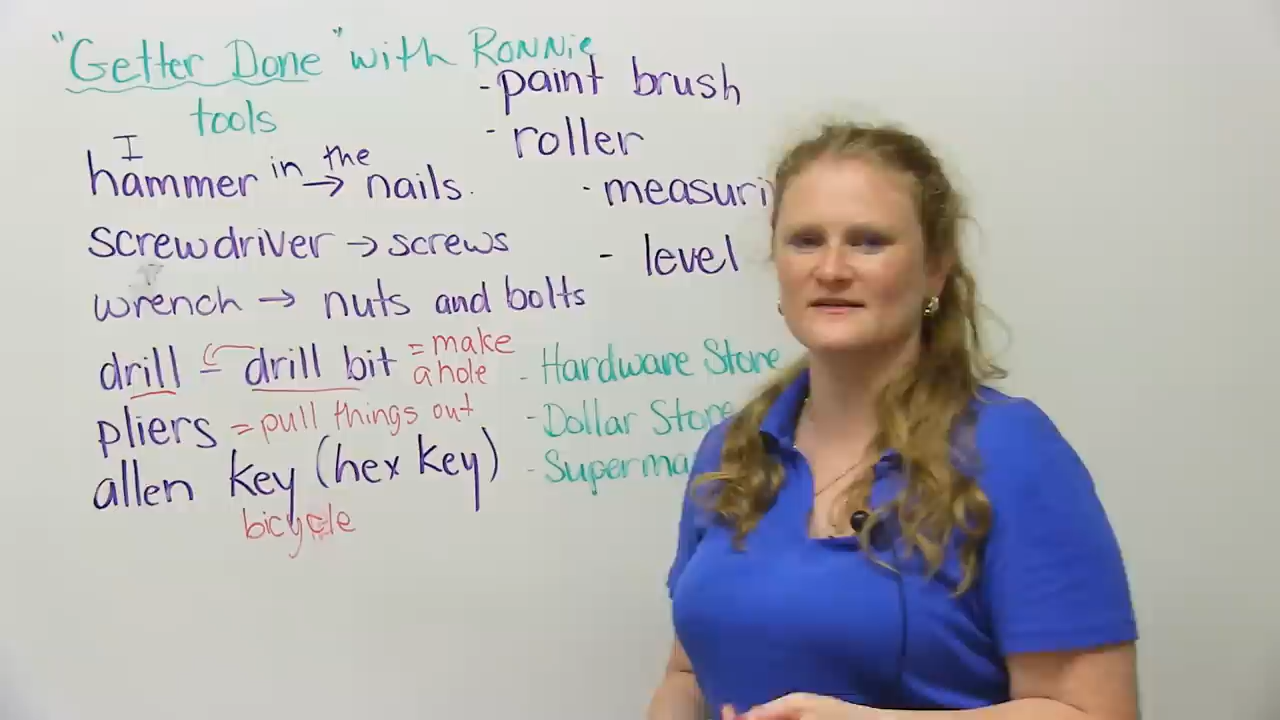 "Getter Done" with RONNie
tools
I
hammer in the → nails.
screwdriver → screws
wrench → nuts and bolts
drill - drill bit = make a hole
pliers = pull things out
allen key (hex key)
bicycle
- paint brush
- roller
- measuri
- level
- Hardware Store
- Dollar Store
- Superma